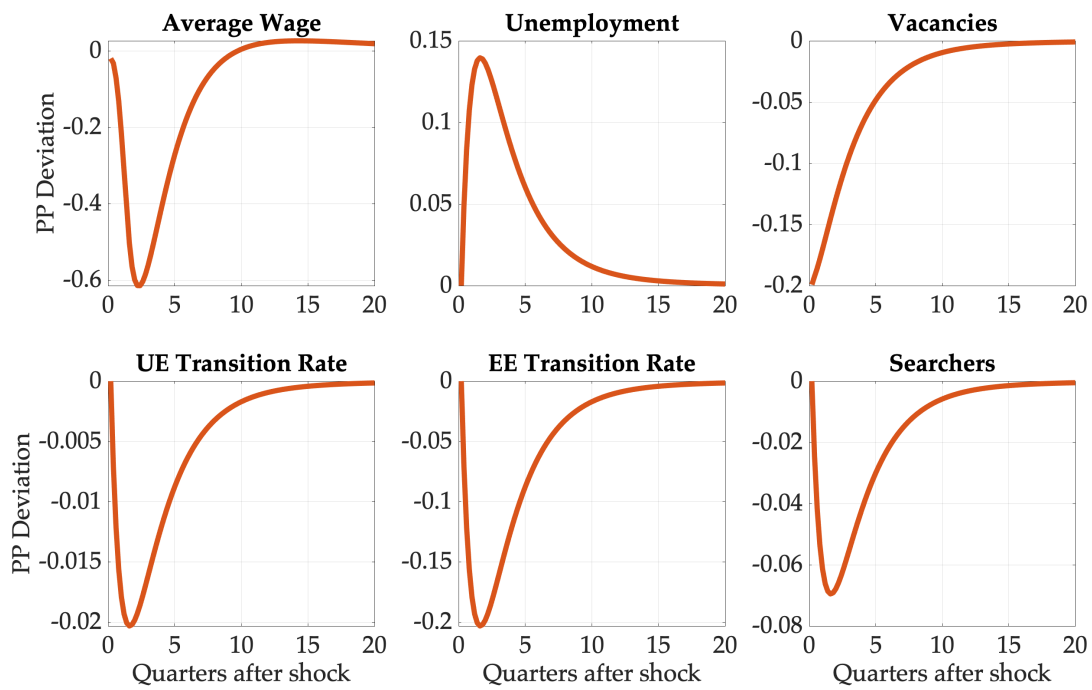 Average Wage
Unemployment
Vacancies
PP Deviation
0
-0.2
-0.4
-0.6
0 5 10 15 20
0.15
0.1
0.05
0
0 5 10 15 20
0
-0.05
-0.1
-0.15
-0.2
0 5 10 15 20
UE Transition Rate
EE Transition Rate
Searchers
PP Deviation
0
-0.005
-0.01
-0.015
-0.02
0 5 10 15 20
Quarters after shock
0
-0.05
-0.1
-0.15
-0.2
0 5 10 15 20
Quarters after shock
0
-0.02
-0.04
-0.06
-0.08
0 5 10 15 20
Quarters after shock